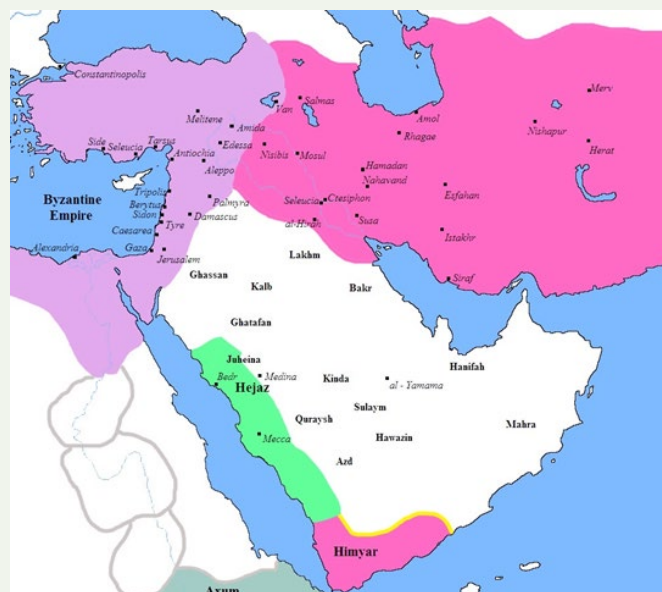 Constantinopolis
Merv
Van
Salmas
Melitene
Amol
Amida
Nishapur
Rhagae
Side
Seleucia
Tarsus
Edessa
Herat
Antiochia
Nisibis
Mosul
Aleppo
Hamadan
Nahavand
Esfahan
Tripolis
Byzantine
Empire
Berytus
Palmyra
Seleucia
Ctesiphon
Sidon
Damascus
Susa
Tyre
al-Hirah
Istakhr
Caesarea
Alexandria
Gaza
Jerusalem
Lakhm
Ghassan
Siraf
Kalb
Bakr
Ghatafan
Juheina
Hanifah
Bedr
Medina
Hejaz
Kinda
al - Yamama
Sulaym
Quraysh
Mahra
Mecca
Hawazin
Azd
Himyar
Axum